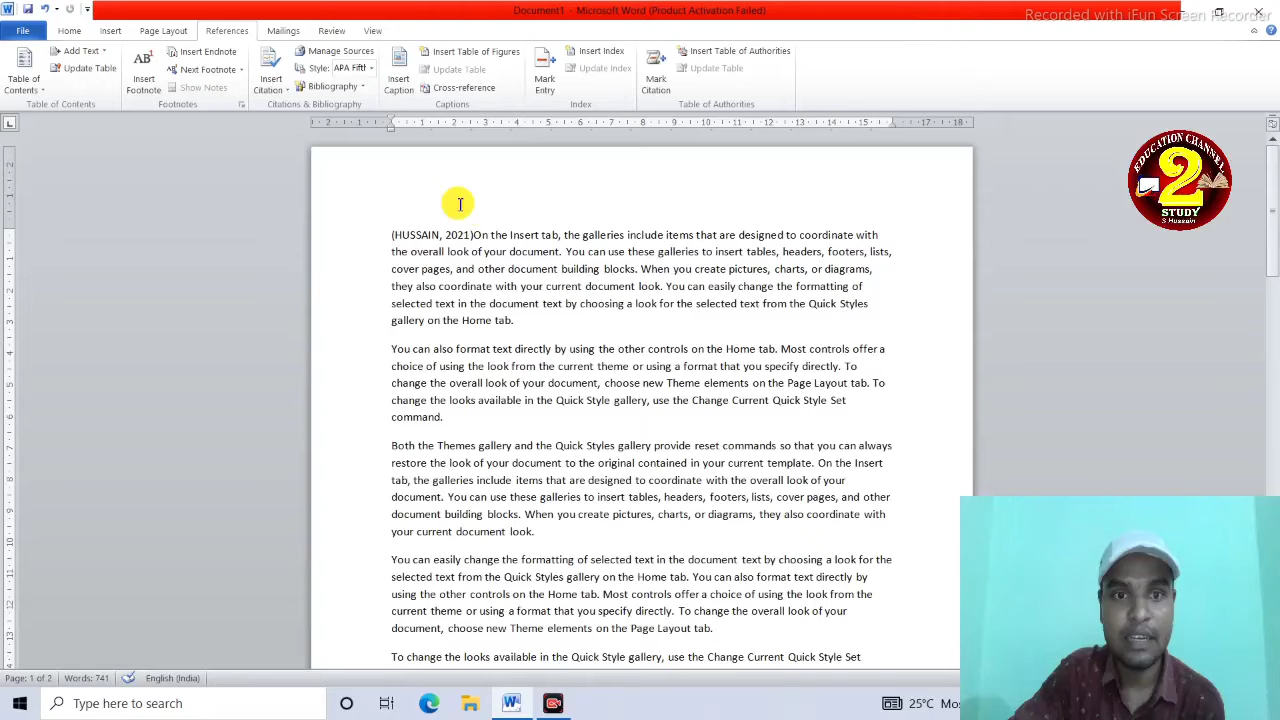 Document1 - Microsoft Word (Product Activation Failed)
Recorded with iFun Screen Recorder
File Home Insert Page Layout References Mailings Review View
Table of Contents
Add Text
Update Table
Table of Contents
AB1
Insert Footnote
Insert Endnote
Next Footnote
Show Notes
Footnotes
Insert Citation
Manage Sources
Style: APA Fifth
Bibliography
Citations & Bibliography
Insert Caption
Insert Table of Figures
Update Table
Cross-reference
Captions
Mark Entry
Insert Index
Update Index
Index
Mark Citation
Insert Table of Authorities
Update Table
Table of Authorities
EDUCATION CHANNEL
2
STUDY
S Hussain
(HUSSAIN, 2021)On the Insert tab, the galleries include items that are designed to coordinate with
the overall look of your document. You can use these galleries to insert tables, headers, footers, lists,
cover pages, and other document building blocks. When you create pictures, charts, or diagrams,
they also coordinate with your current document look. You can easily change the formatting of
selected text in the document text by choosing a look for the selected text from the Quick Styles
gallery on the Home tab.
You can also format text directly by using the other controls on the Home tab. Most controls offer a
choice of using the look from the current theme or using a format that you specify directly. To
change the overall look of your document, choose new Theme elements on the Page Layout tab. To
change the looks available in the Quick Style gallery, use the Change Current Quick Style Set
command.
Both the Themes gallery and the Quick Styles gallery provide reset commands so that you can always
restore the look of your document to the original contained in your current template. On the Insert
tab, the galleries include items that are designed to coordinate with the overall look of your
document. You can use these galleries to insert tables, headers, footers, lists, cover pages, and other
document building blocks. When you create pictures, charts, or diagrams, they also coordinate with
your current document look.
You can easily change the formatting of selected text in the document text by choosing a look for the
selected text from the Quick Styles gallery on the Home tab. You can also format text directly by
using the other controls on the Home tab. Most controls offer a choice of using the look from the
current theme or using a format that you specify directly. To change the overall look of your
document, choose new Theme elements on the Page Layout tab.
To change the looks available in the Quick Style gallery, use the Change Current Quick Style Set
Page: 1 of 2 Words: 741 English (India)
Type here to search
25°C